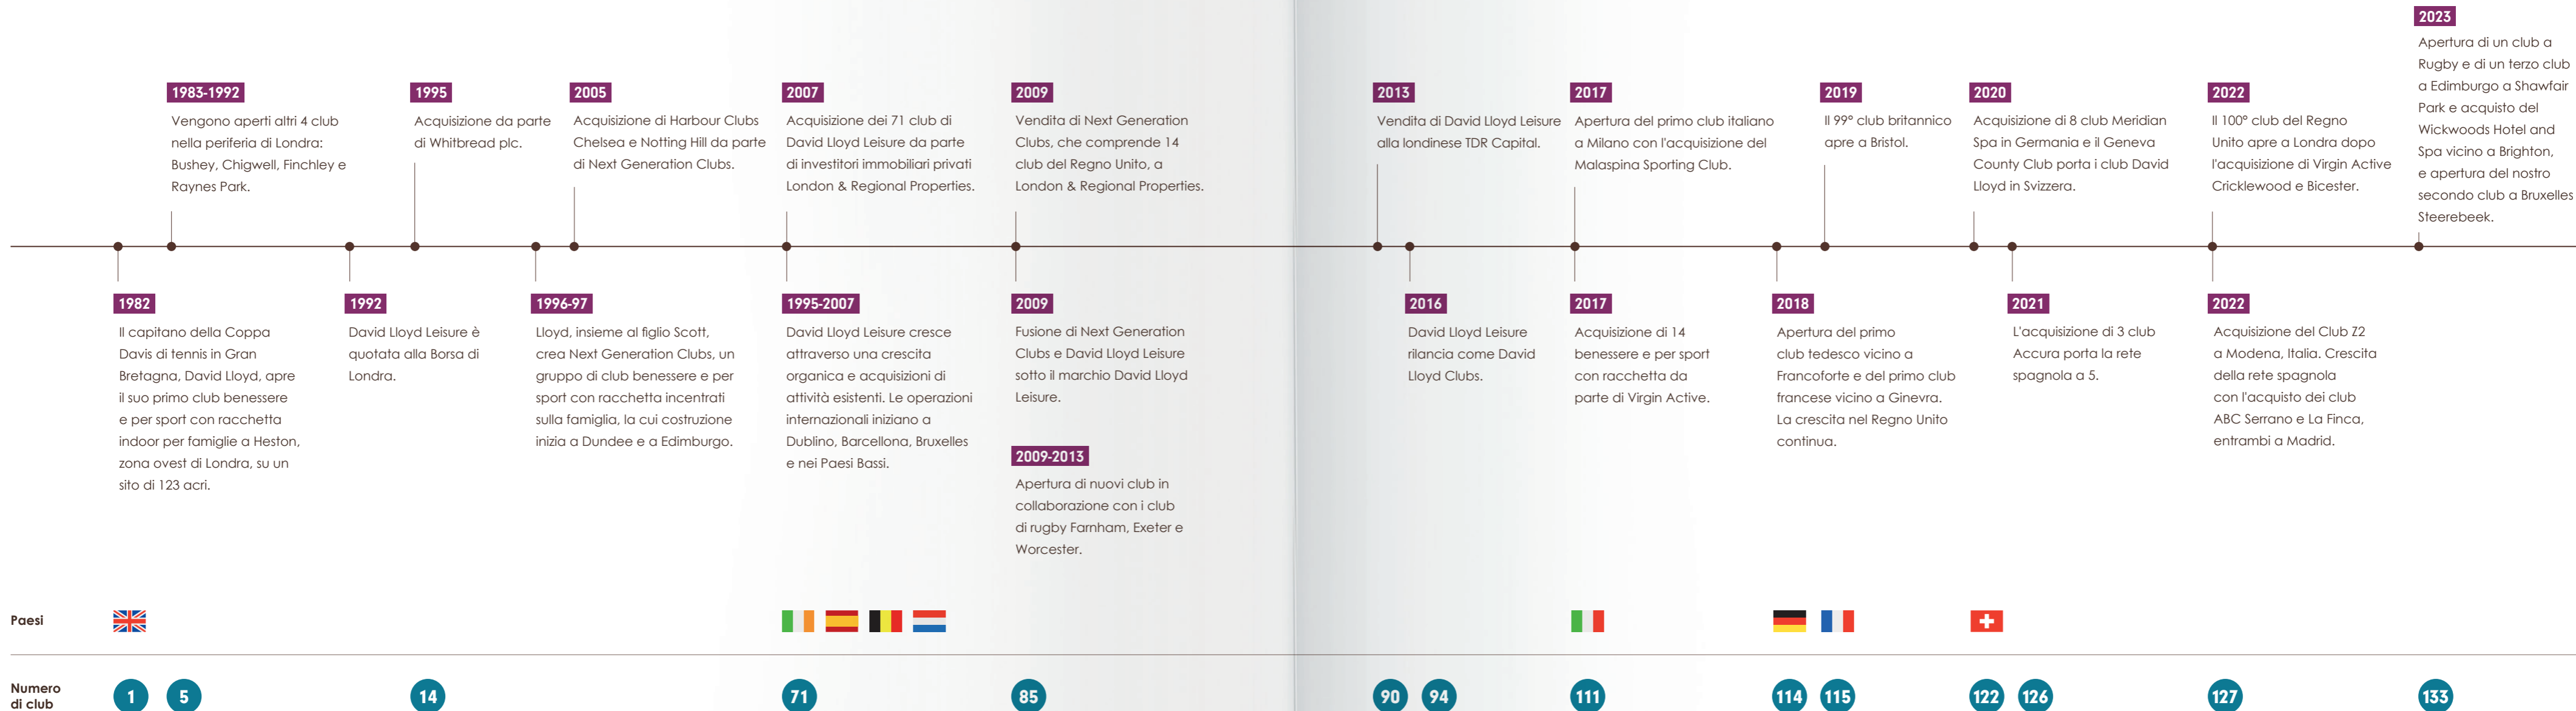 1983-1992
Vengono aperti altri 4 club
nella periferia di Londra:
Bushey, Chigwell, Finchley e
Raynes Park.
1995
Acquisizione da parte
di Whitbread plc.
2005
Acquisizione di Harbour Clubs
Chelsea e Notting Hill da parte
di Next Generation Clubs.
2007
Acquisizione dei 71 club di
David Lloyd Leisure da parte
di investitori immobiliari privati
London & Regional Properties.
2009
Vendita di Next Generation
Clubs, che comprende 14
club del Regno Unito, a
London & Regional Properties.
2013
Vendita di David Lloyd Leisure
alla londinese TDR Capital.
2017
Apertura del primo club italiano
a Milano con l'acquisizione del
Malaspina Sporting Club.
2019
Il 99° club britannico
apre a Bristol.
2020
Acquisizione di 8 club Meridian
Spa in Germania e il Geneva
County Club porta i club David
Lloyd in Svizzera.
2022
Il 100° club del Regno
Unito apre a Londra dopo
l'acquisizione di Virgin Active
Cricklewood e Bicester.
2023
Apertura di un club a
Rugby e di un terzo club
a Edimburgo a Shawfair
Park e acquisto del
Wickwoods Hotel and
Spa vicino a Brighton,
e apertura del nostro
secondo club a Bruxelles
Steerebeek.
1982
Il capitano della Coppa
Davis di tennis in Gran
Bretagna, David Lloyd, apre
il suo primo club benessere
e per sport con racchetta
indoor per famiglie a Heston,
zona ovest di Londra, su un
sito di 123 acri.
1992
David Lloyd Leisure è
quotata alla Borsa di
Londra.
1996-97
Lloyd, insieme al figlio Scott,
crea Next Generation Clubs, un
gruppo di club benessere e per
sport con racchetta incentrati
sulla famiglia, la cui costruzione
inizia a Dundee e a Edimburgo.
1995-2007
David Lloyd Leisure cresce
attraverso una crescita
organica e acquisizioni di
attività esistenti. Le operazioni
internazionali iniziano a
Dublino, Barcellona, Bruxelles
e nei Paesi Bassi.
2009
Fusione di Next Generation
Clubs e David Lloyd Leisure
sotto il marchio David Lloyd
Leisure.
2009-2013
Apertura di nuovi club in
collaborazione con i club
di rugby Farnham, Exeter e
Worcester.
2016
David Lloyd Leisure
rilancia come David
Lloyd Clubs.
2017
Acquisizione di 14
benessere e per sport
con racchetta da
parte di Virgin Active.
2018
Apertura del primo
club tedesco vicino a
Francoforte e del primo club
francese vicino a Ginevra.
La crescita nel Regno Unito
continua.
2021
L'acquisizione di 3 club
Accura porta la rete
spagnola a 5.
2022
Acquisizione del Club Z2
a Modena, Italia. Crescita
della rete spagnola
con l'acquisto dei club
ABC Serrano e La Finca,
entrambi a Madrid.
Paesi
Numero
di club
1 5 14 71 85 90 94 111 114 115 122 126 127 133